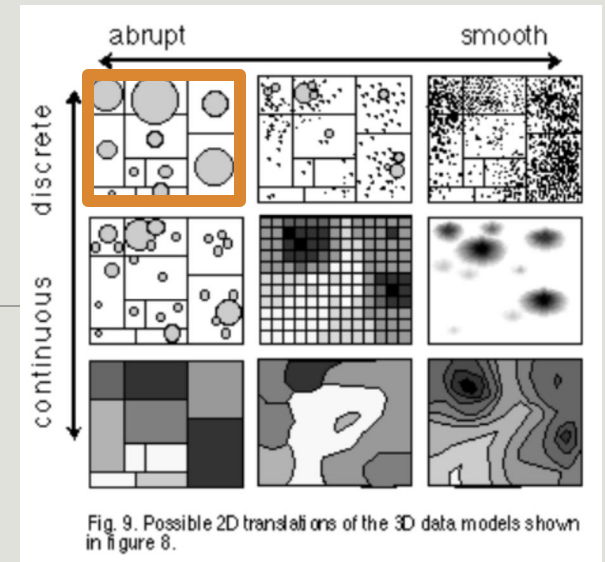 abrupt smooth
discrete
continuous
Fig. 9. Possible 2D translations of the 3D data models shown
in figure 8.